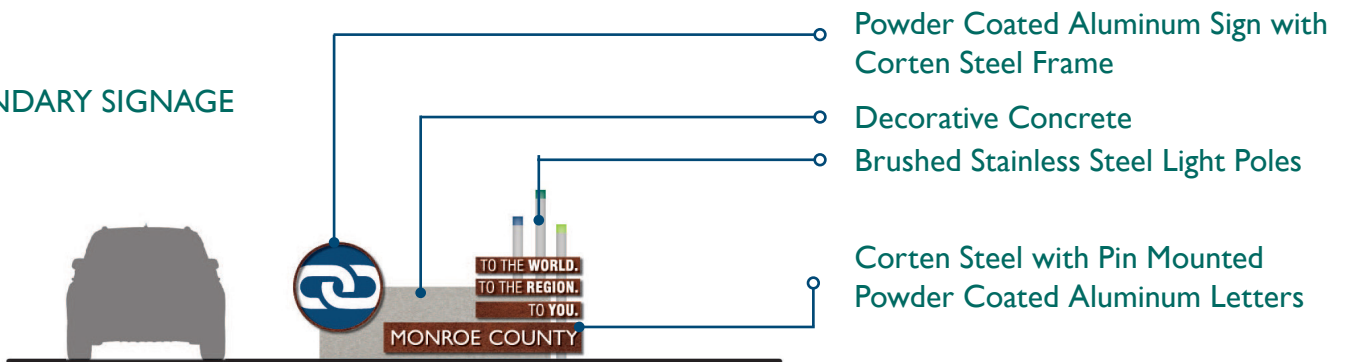 Powder Coated Aluminum Sign with
Corten Steel Frame
NDARY SIGNAGE
Decorative Concrete
Brushed Stainless Steel Light Poles
TO THE WORLD.
TO THE REGION.
TO YOU.
MONROE COUNTY
Corten Steel with Pin Mounted
Powder Coated Aluminum Letters